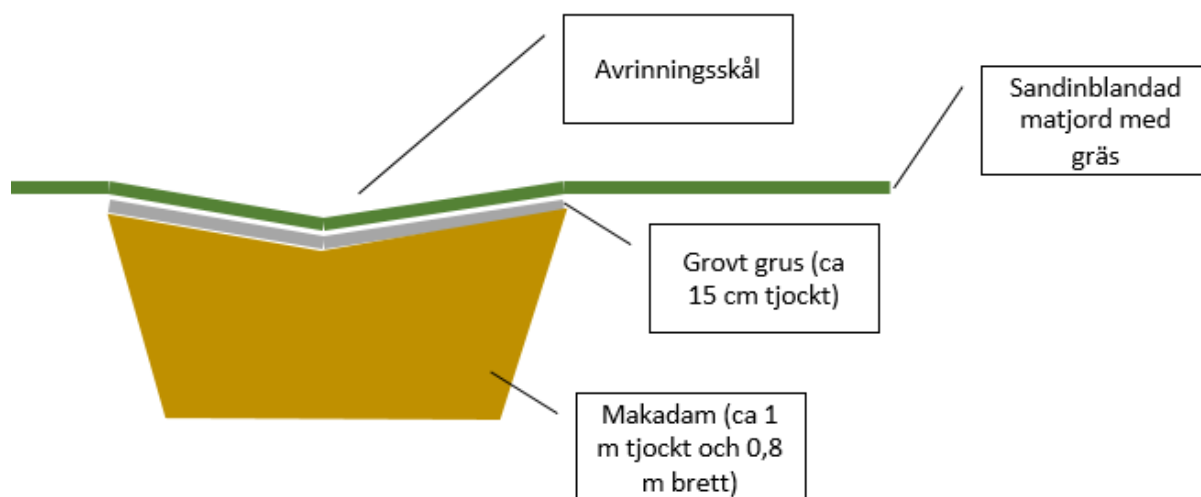 Avrinningsskål
Sandinblandad
matjord med
gräs
Grovt grus (ca
15 cm tjockt)
Makadam (ca 1
m tjockt och 0,8
m brett)